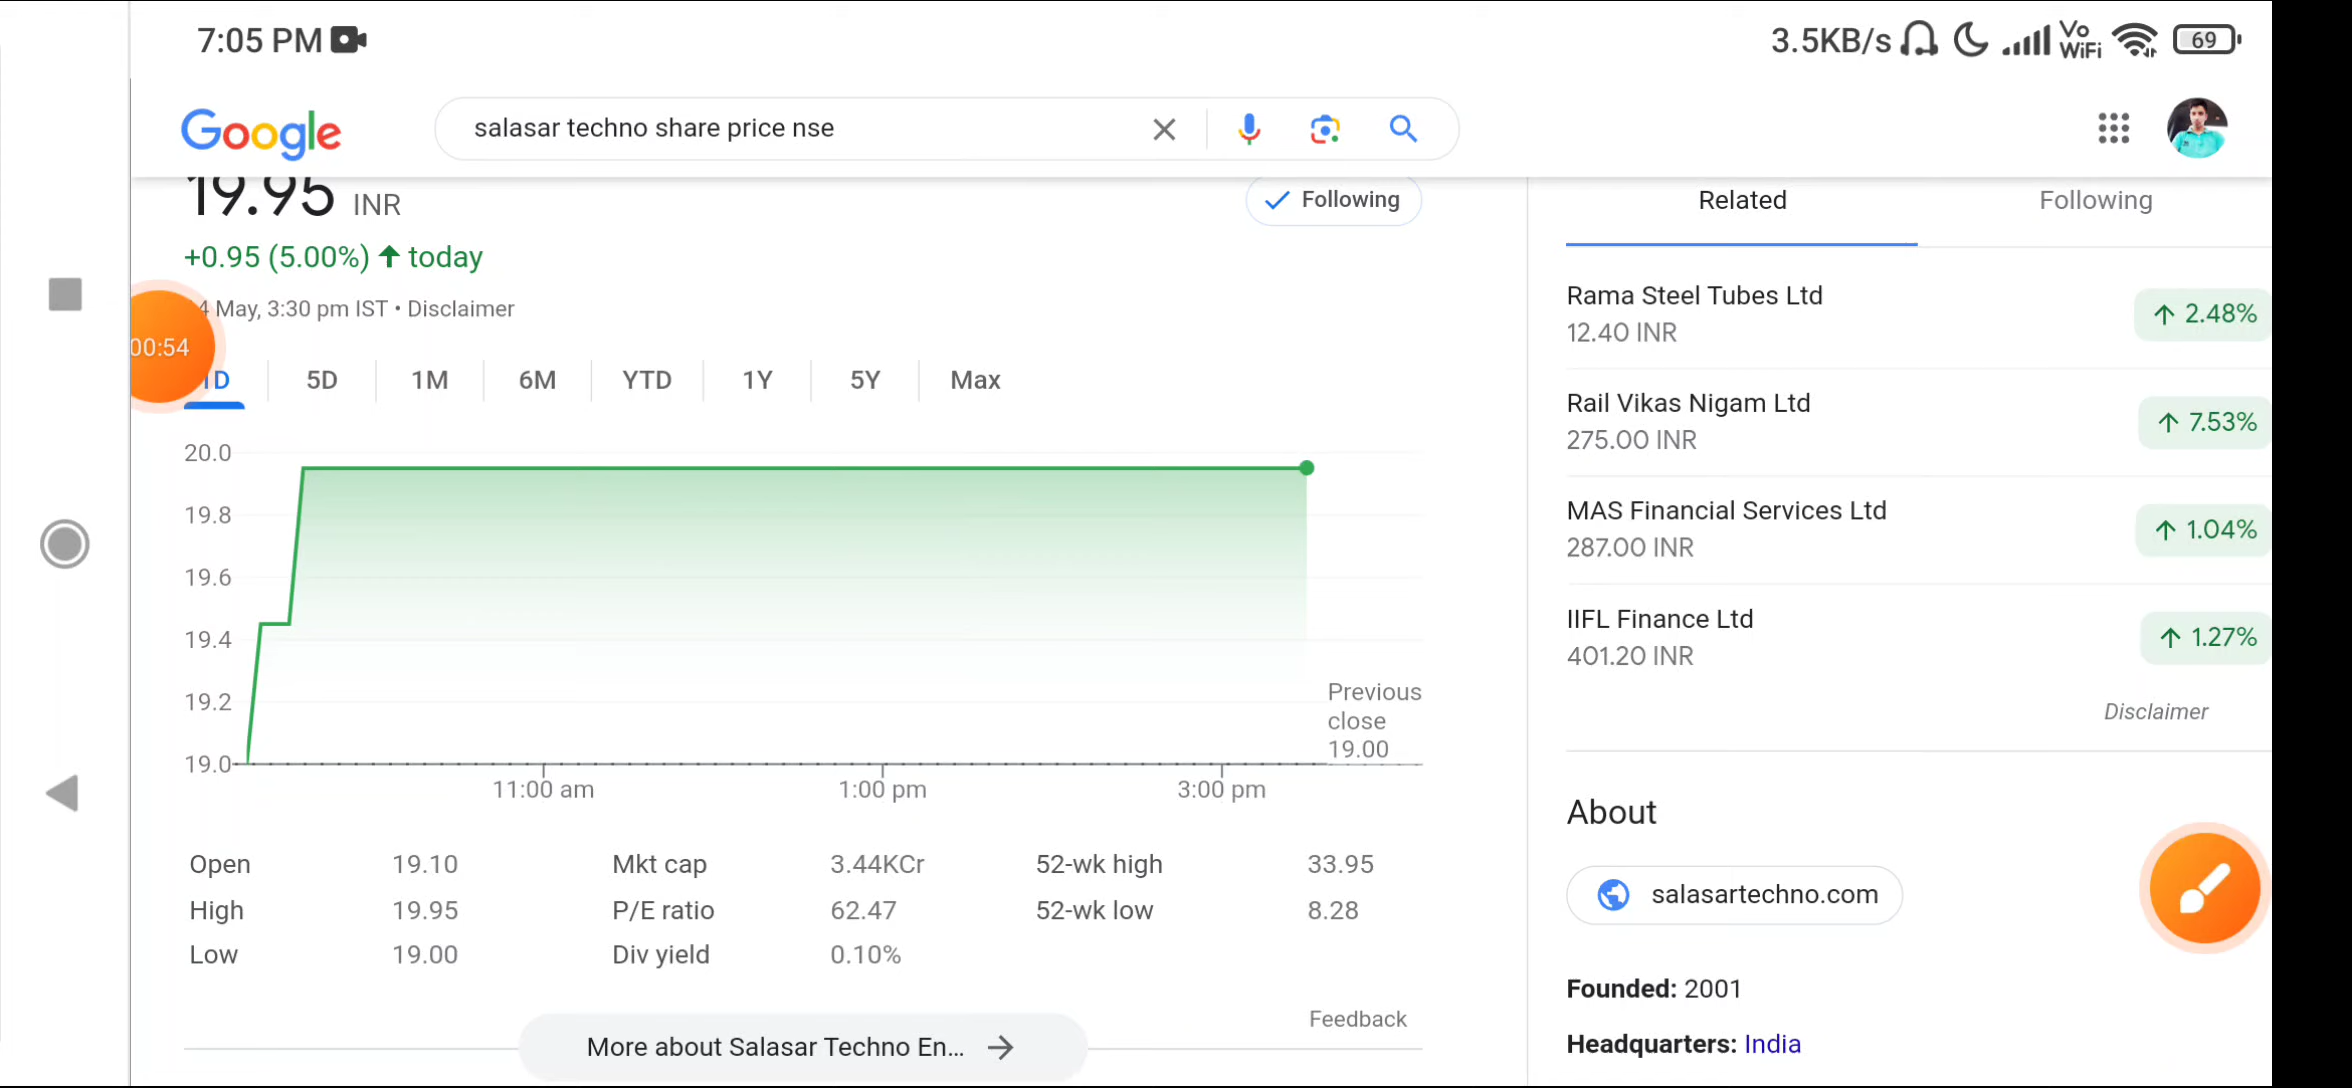 7:05 PM
3.5KB/s
Vo
WiFi
69
Google
salasar techno share price nse
19.95 INR
Following
+0.95 (5.00%) ↑ today
4 May, 3:30 pm IST • Disclaimer
00:54
1D
5D
1M
6M
YTD
1Y
5Y
Max
20.0
19.8
19.6
19.4
19.2
19.0
Previous
close
19.00
11:00 am
1:00 pm
3:00 pm
Open 19.10 Mkt cap 3.44KCr 52-wk high 33.95
High 19.95 P/E ratio 62.47 52-wk low 8.28
Low 19.00 Div yield 0.10%
Feedback
More about Salasar Techno En... →
Related
Following
Rama Steel Tubes Ltd
12.40 INR
↑ 2.48%
Rail Vikas Nigam Ltd
275.00 INR
↑ 7.53%
MAS Financial Services Ltd
287.00 INR
↑ 1.04%
IIFL Finance Ltd
401.20 INR
↑ 1.27%
Disclaimer
About
salasartechno.com
Founded: 2001
Headquarters: India